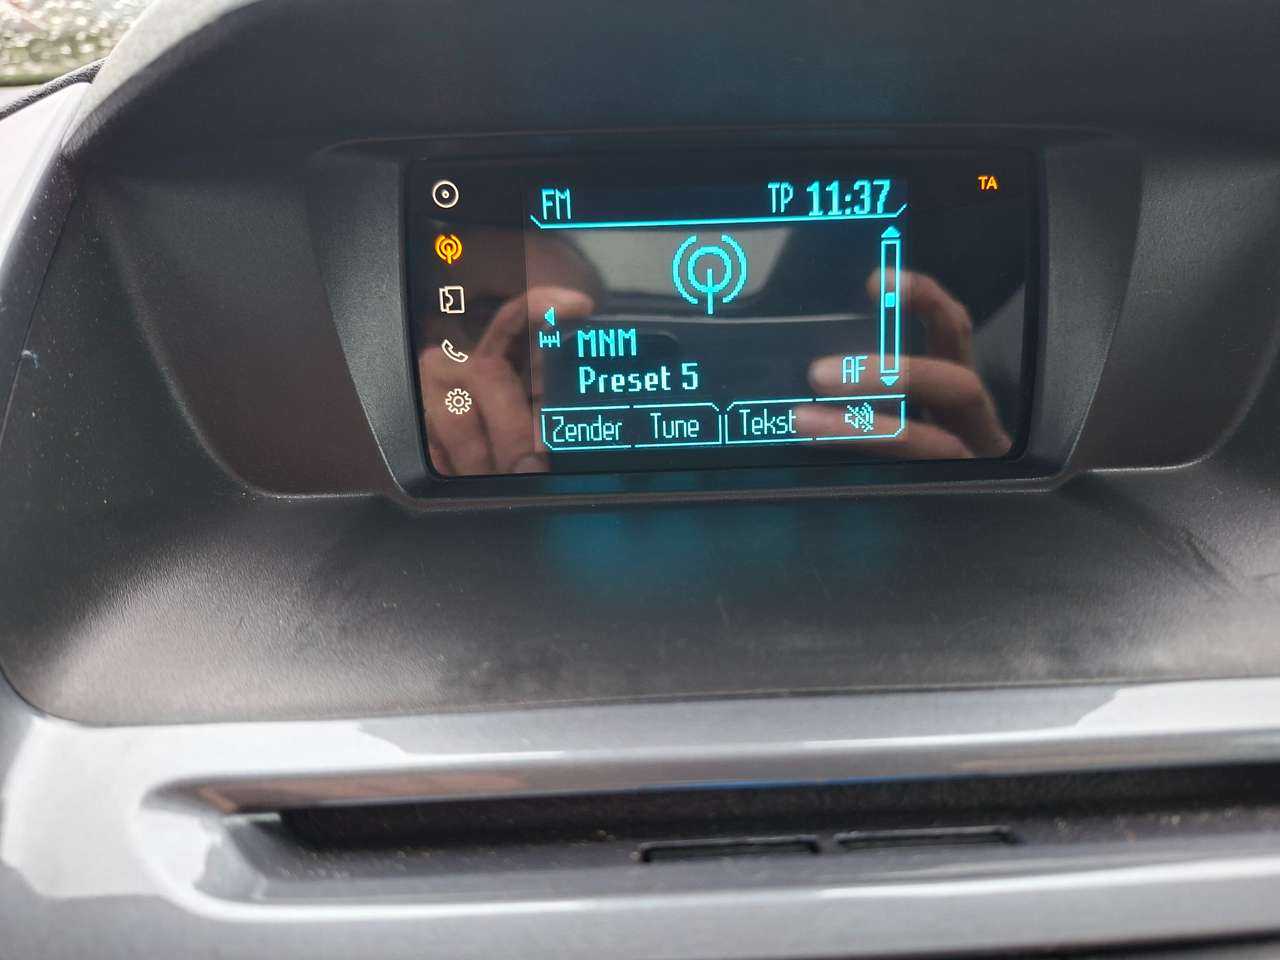 FM TP 11:37 TA
MNM
Preset 5 AF
Zender Tune Tekst